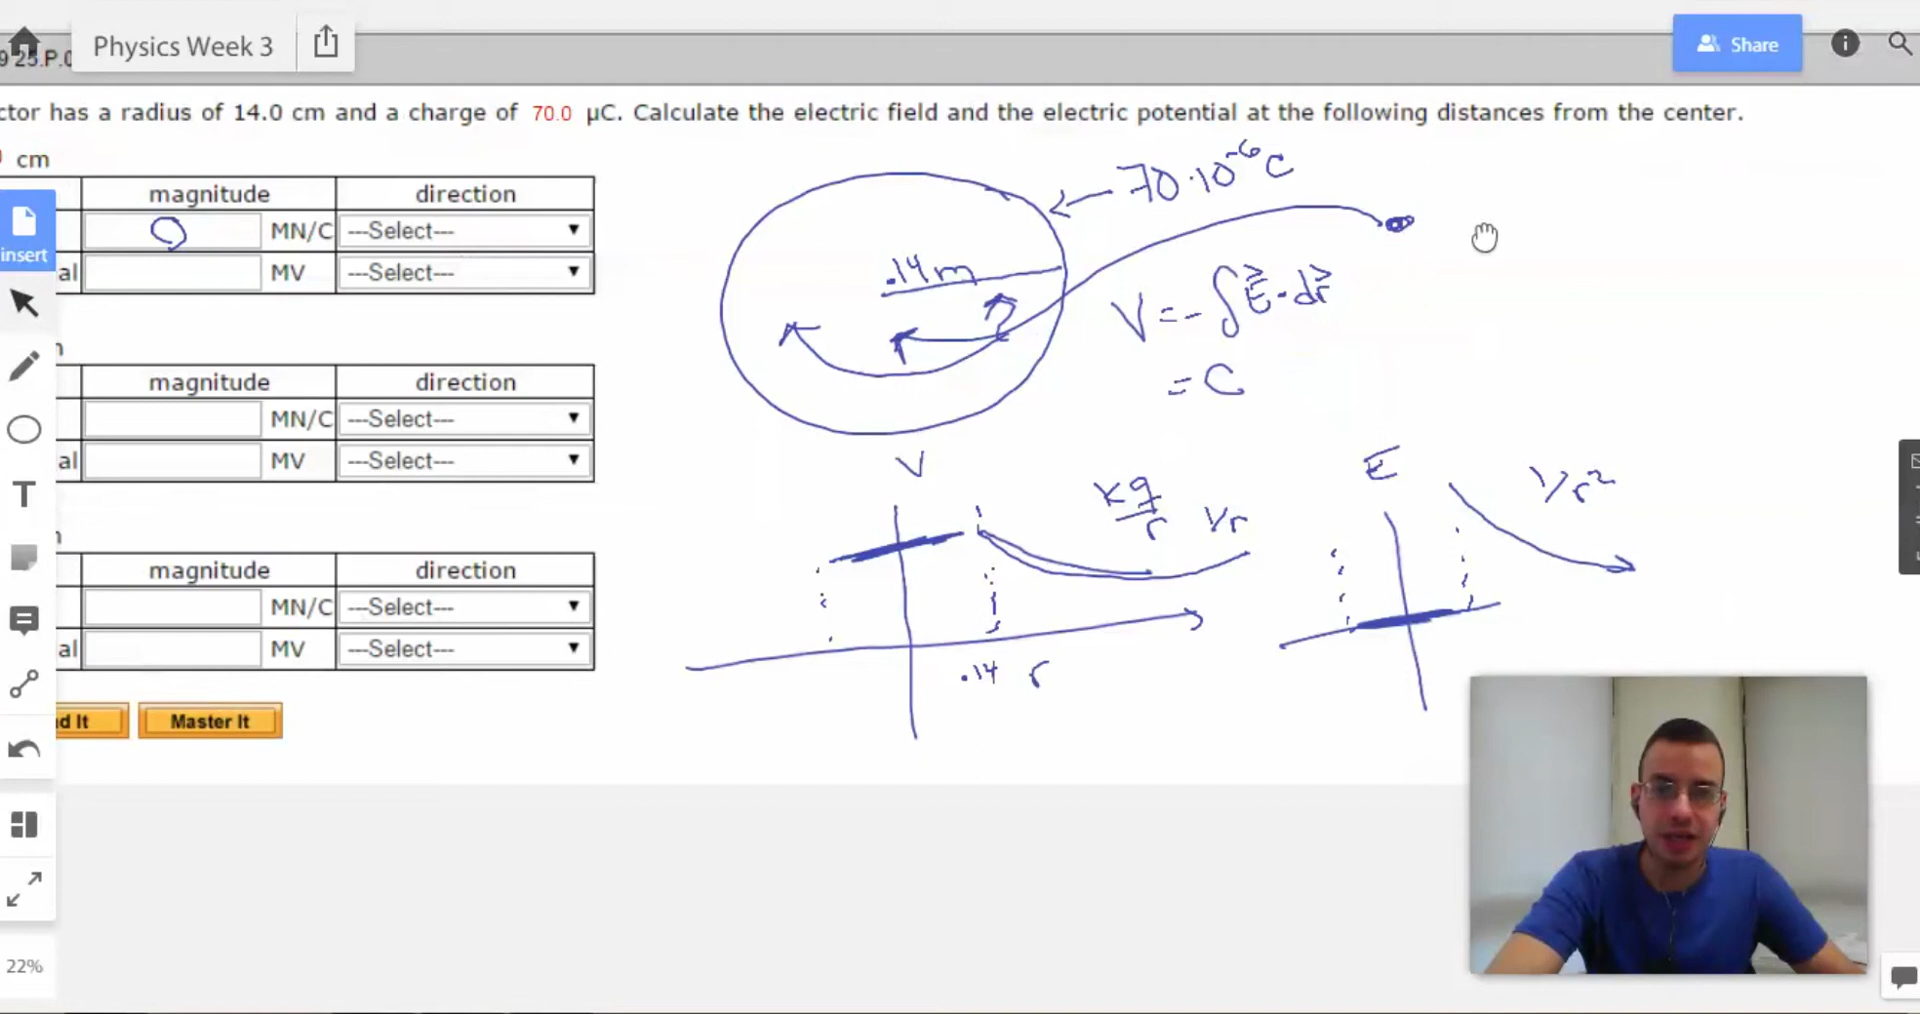 Physics Week 3
Share
9 25.P.0
ctor has a radius of 14.0 cm and a charge of 70.0 µC. Calculate the electric field and the electric potential at the following distances from the center.
cm
magnitude direction
0 MN/C ---Select---
al MV ---Select---
magnitude direction
MN/C ---Select---
al MV ---Select---
magnitude direction
MN/C ---Select---
al MV ---Select---
d It
Master It
insert
T
22%
70·10⁻⁶ C
.14m
V = - ∫ E⃗ · dr⃗
= C
V
kq/r 1/r
.14 r
E
1/r²